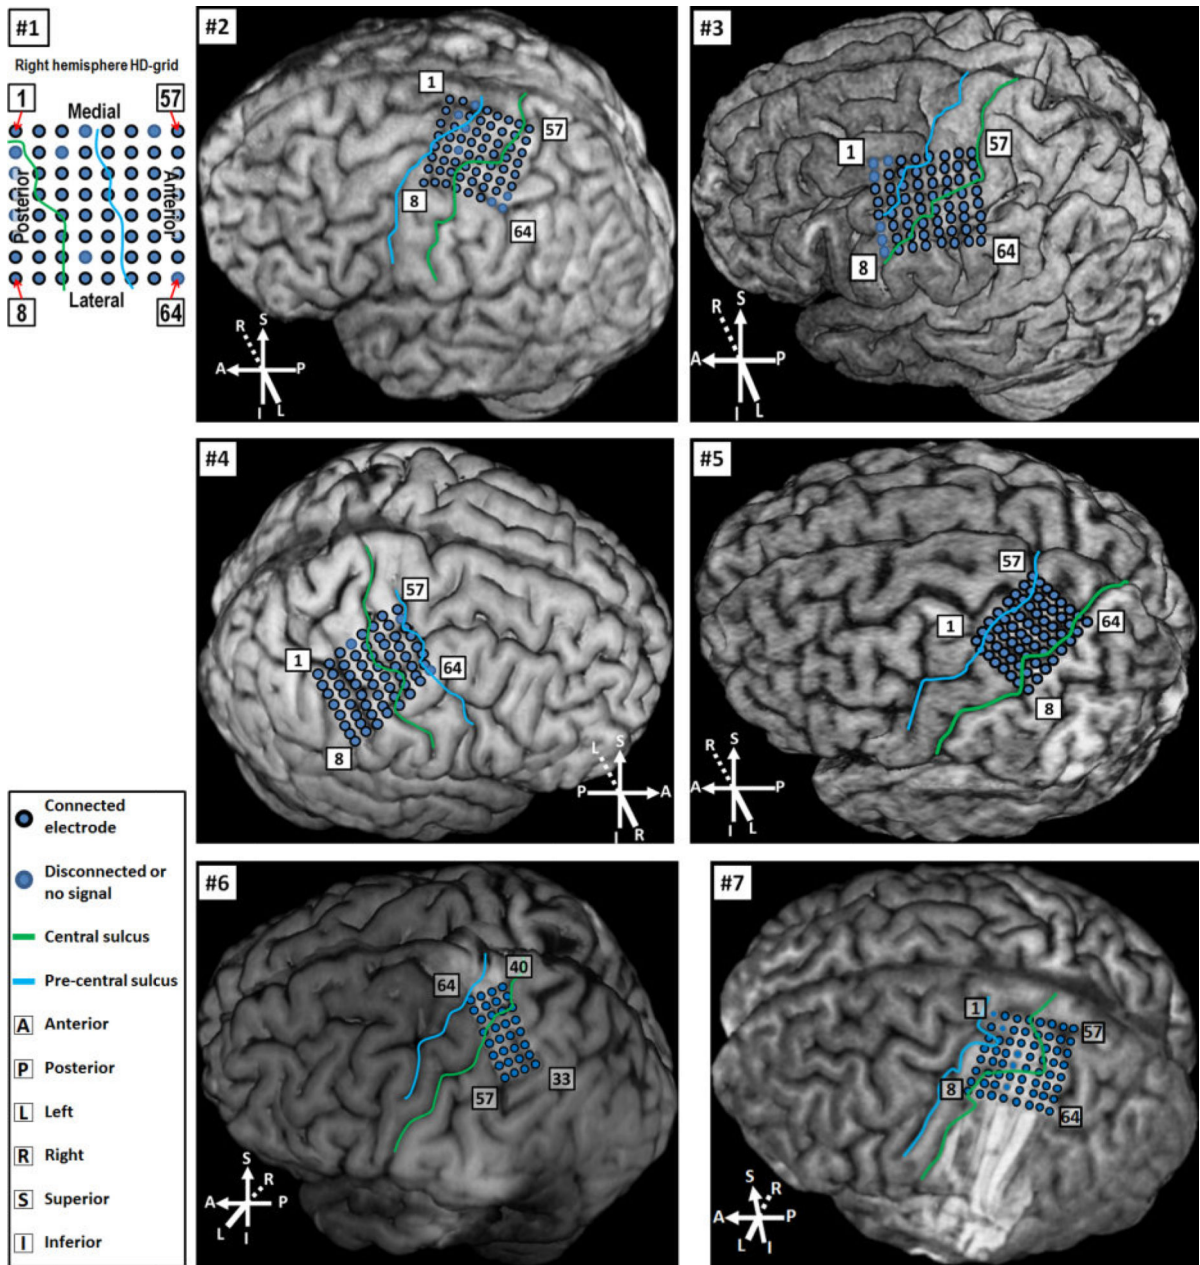 #1
Right hemisphere HD-grid
1
Medial
57
Posterior
Anterior
8
Lateral
64
#2
1
57
8
64
R
S
A
P
I
L
#3
1
57
8
64
R
S
A
P
I
L
#4
57
1
64
8
L
S
P
A
I
R
#5
57
1
64
8
R
S
A
P
I
L
Connected
electrode
Disconnected or
no signal
Central sulcus
Pre-central sulcus
A Anterior
P Posterior
L Left
R Right
S Superior
I Inferior
#6
40
64
33
57
S
R
A
P
L
I
#7
1
57
8
64
S
R
A
P
L
I